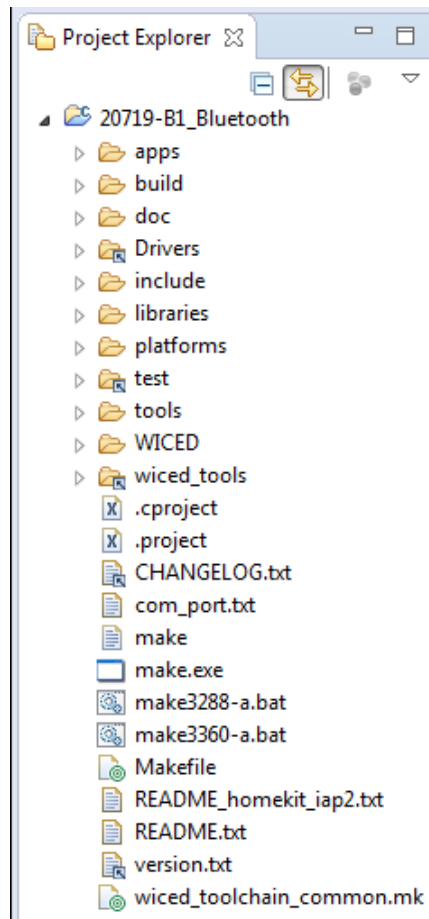 Project Explorer
20719-B1_Bluetooth
apps
build
doc
Drivers
include
libraries
platforms
test
tools
WICED
wiced_tools
.cproject
.project
CHANGELOG.txt
com_port.txt
make
make.exe
make3288-a.bat
make3360-a.bat
Makefile
README_homekit_iap2.txt
README.txt
version.txt
wiced_toolchain_common.mk